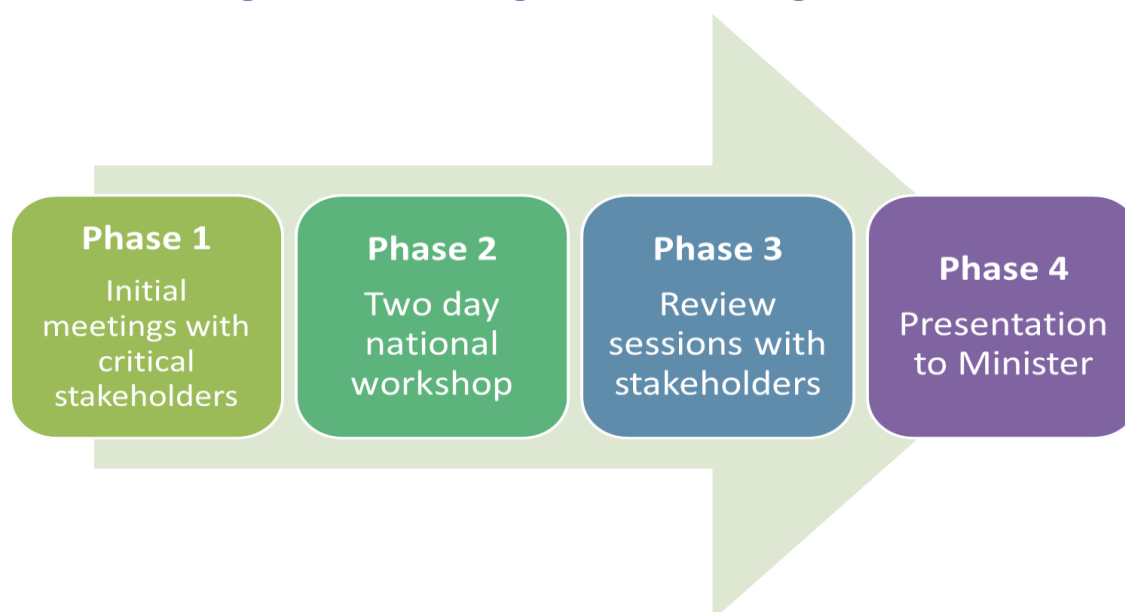 Phase 1
Initial
meetings with
critical
stakeholders
Phase 2
Two day
national
workshop
Phase 3
Review
sessions with
stakeholders
Phase 4
Presentation
to Minister